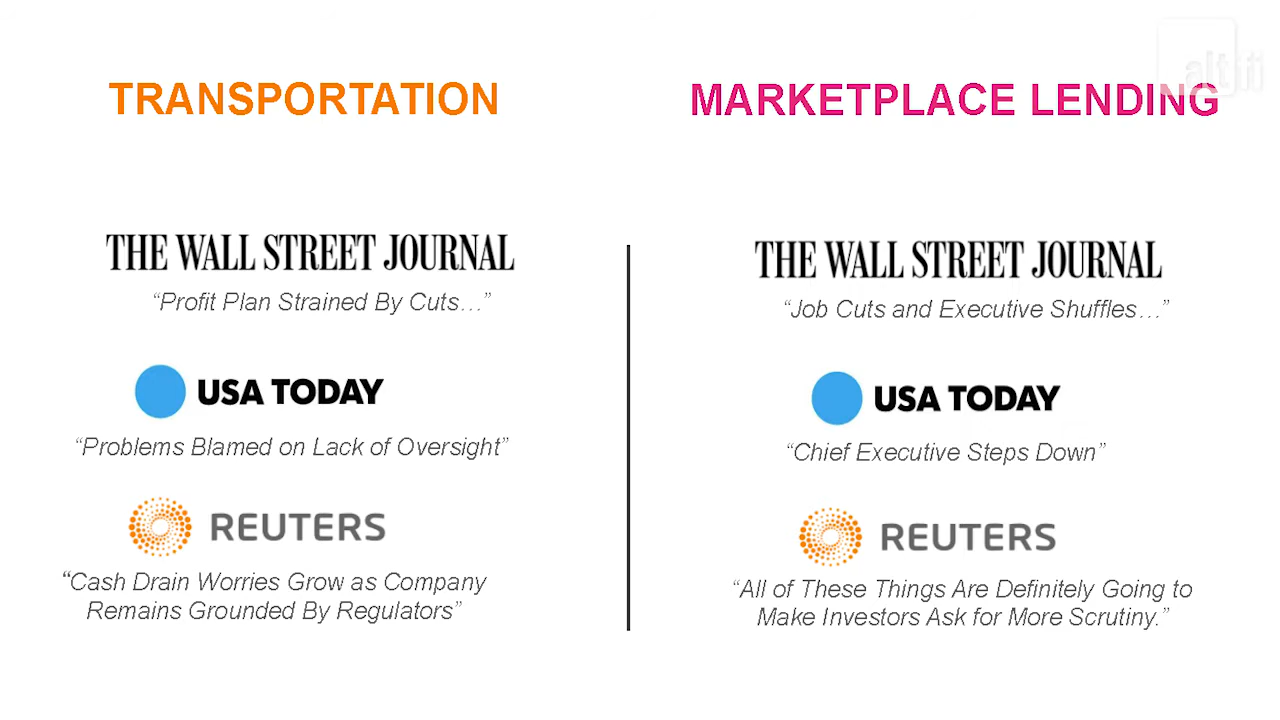 altfi
TRANSPORTATION
MARKETPLACE LENDING
THE WALL STREET JOURNAL
“Profit Plan Strained By Cuts…”
USA TODAY
“Problems Blamed on Lack of Oversight”
REUTERS
“Cash Drain Worries Grow as Company
Remains Grounded By Regulators”
THE WALL STREET JOURNAL
“Job Cuts and Executive Shuffles…”
USA TODAY
“Chief Executive Steps Down”
REUTERS
“All of These Things Are Definitely Going to
Make Investors Ask for More Scrutiny.”